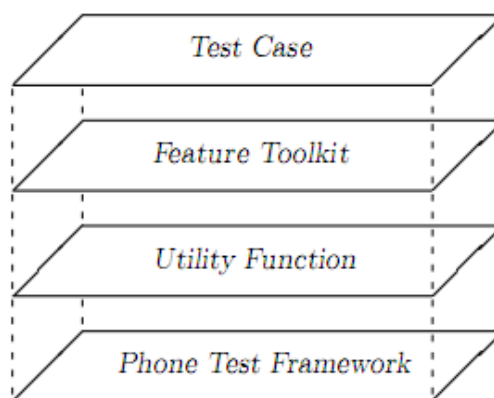 Test Case
Feature Toolkit
Utility Function
Phone Test Framework